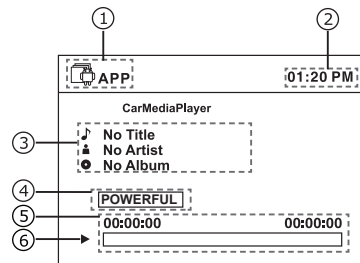 ① ②
APP 01:20 PM
CarMediaPlayer
③ No Title
No Artist
No Album
④ POWERFUL
⑤ 00:00:00 00:00:00
⑥